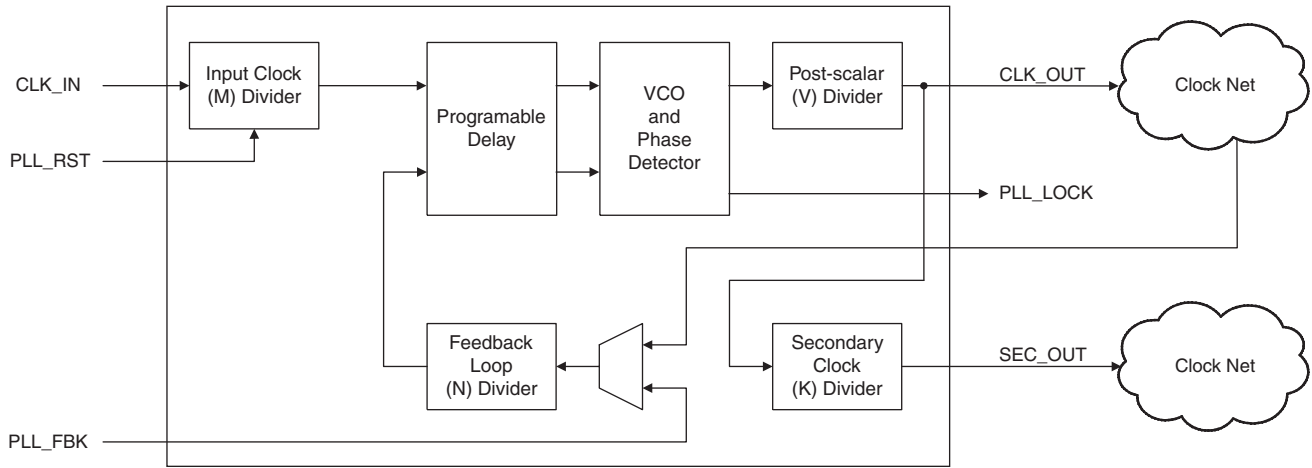 CLK_IN
PLL_RST
Input Clock
(M) Divider
Programable
Delay
VCO
and
Phase
Detector
Post-scalar
(V) Divider
CLK_OUT
Clock Net
PLL_LOCK
Feedback
Loop
(N) Divider
Secondary
Clock
(K) Divider
SEC_OUT
Clock Net
PLL_FBK